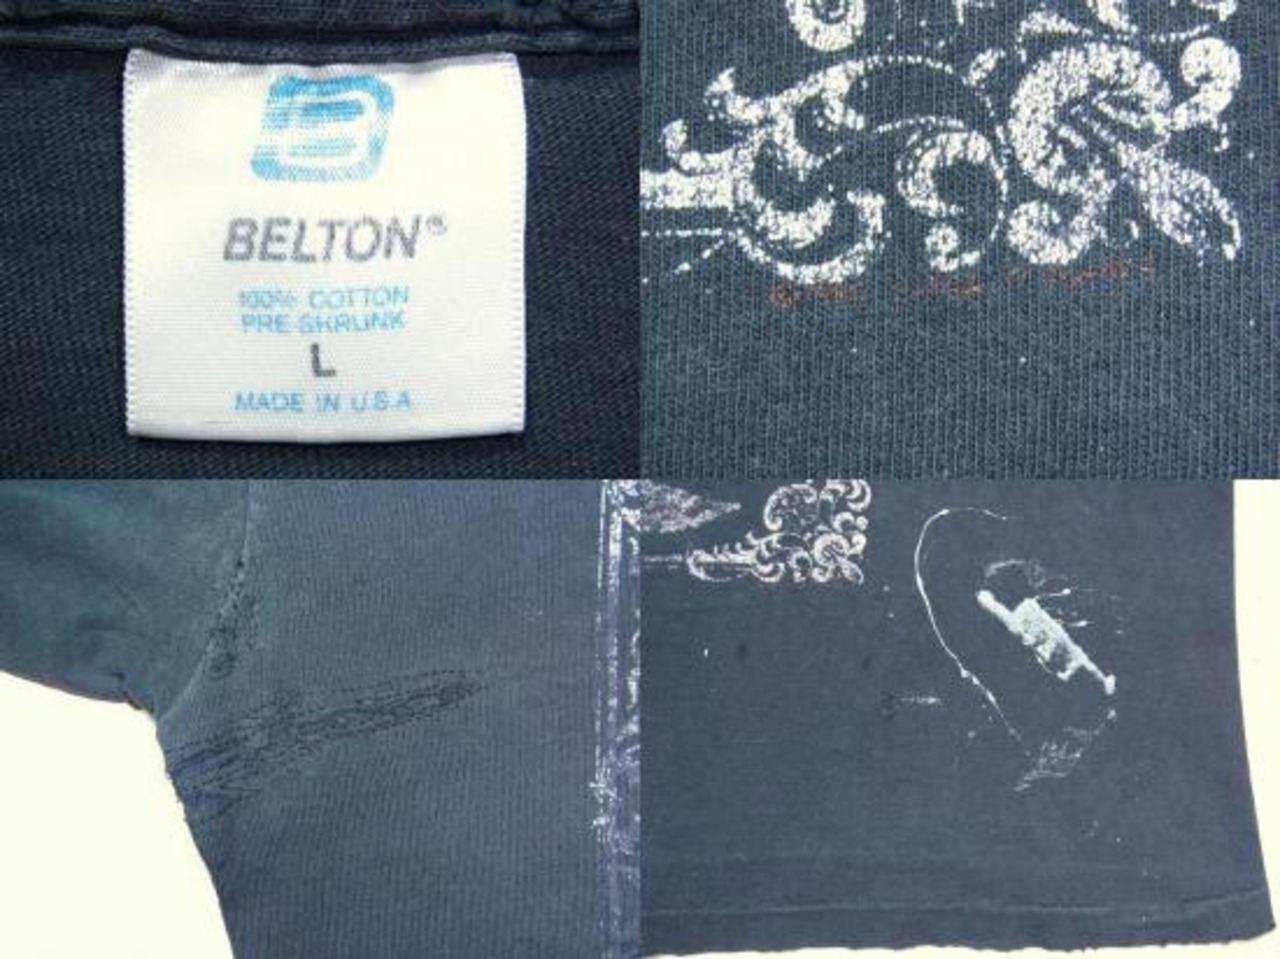 B
BELTON®
100% COTTON
PRE-SHRUNK
L
MADE IN U.S.A